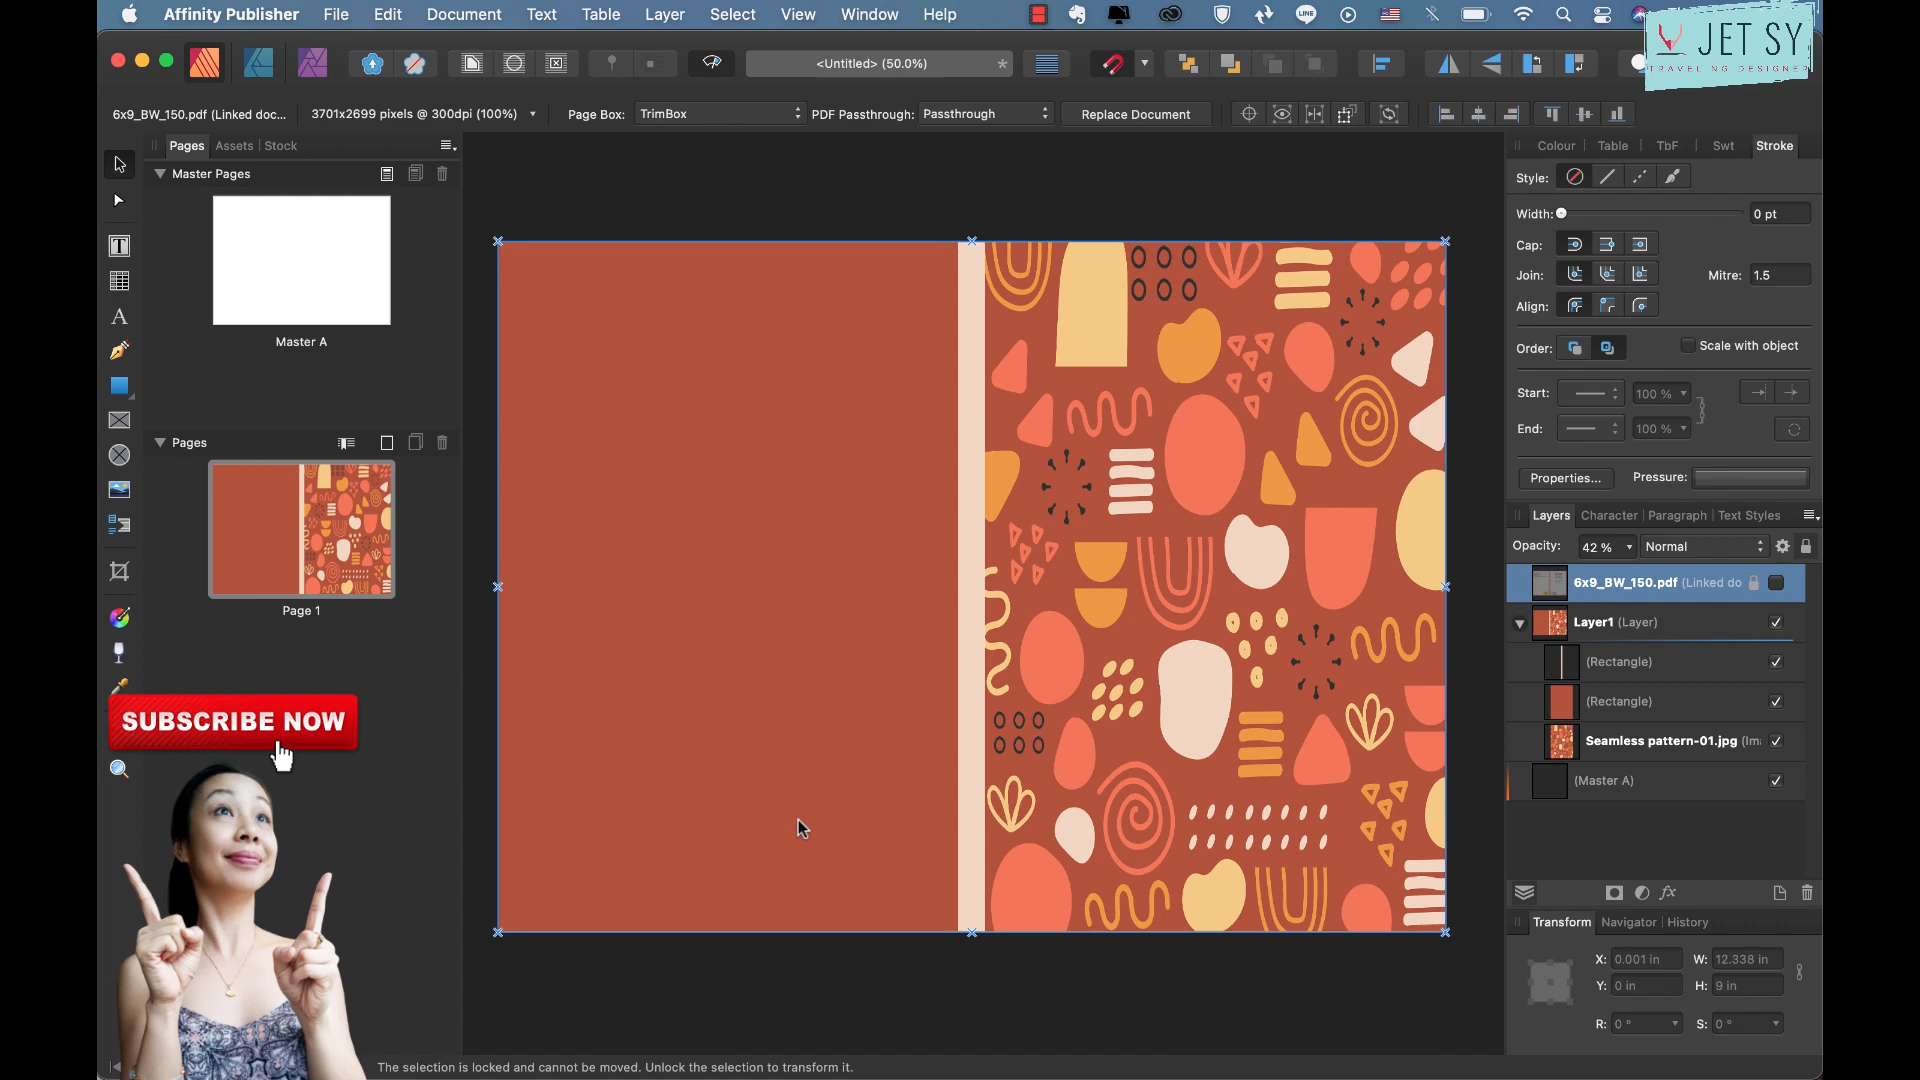 Affinity Publisher File Edit Document Text Table Layer Select View Window Help
LINE
JET SY
TRAVELING DESIGNER
<Untitled> (50.0%)
*
6x9_BW_150.pdf (Linked doc...
3701x2699 pixels @ 300dpi (100%)
Page Box: TrimBox
PDF Passthrough: Passthrough
Replace Document
Pages Assets Stock
Master Pages
Master A
Pages
Page 1
SUBSCRIBE NOW
Colour Table TbF Swt Stroke
Style:
Width: 0 pt
Cap:
Join: Mitre: 1.5
Align:
Order: Scale with object
Start: 100 %
End: 100 %
Properties... Pressure:
Layers Character Paragraph Text Styles
Opacity: 42 % Normal
6x9_BW_150.pdf (Linked do
Layer1 (Layer)
(Rectangle)
(Rectangle)
Seamless pattern-01.jpg (Im
(Master A)
fx
Transform Navigator History
X: 0.001 in W: 12.338 in
Y: 0 in H: 9 in
R: 0 ° S: 0 °
The selection is locked and cannot be moved. Unlock the selection to transform it.